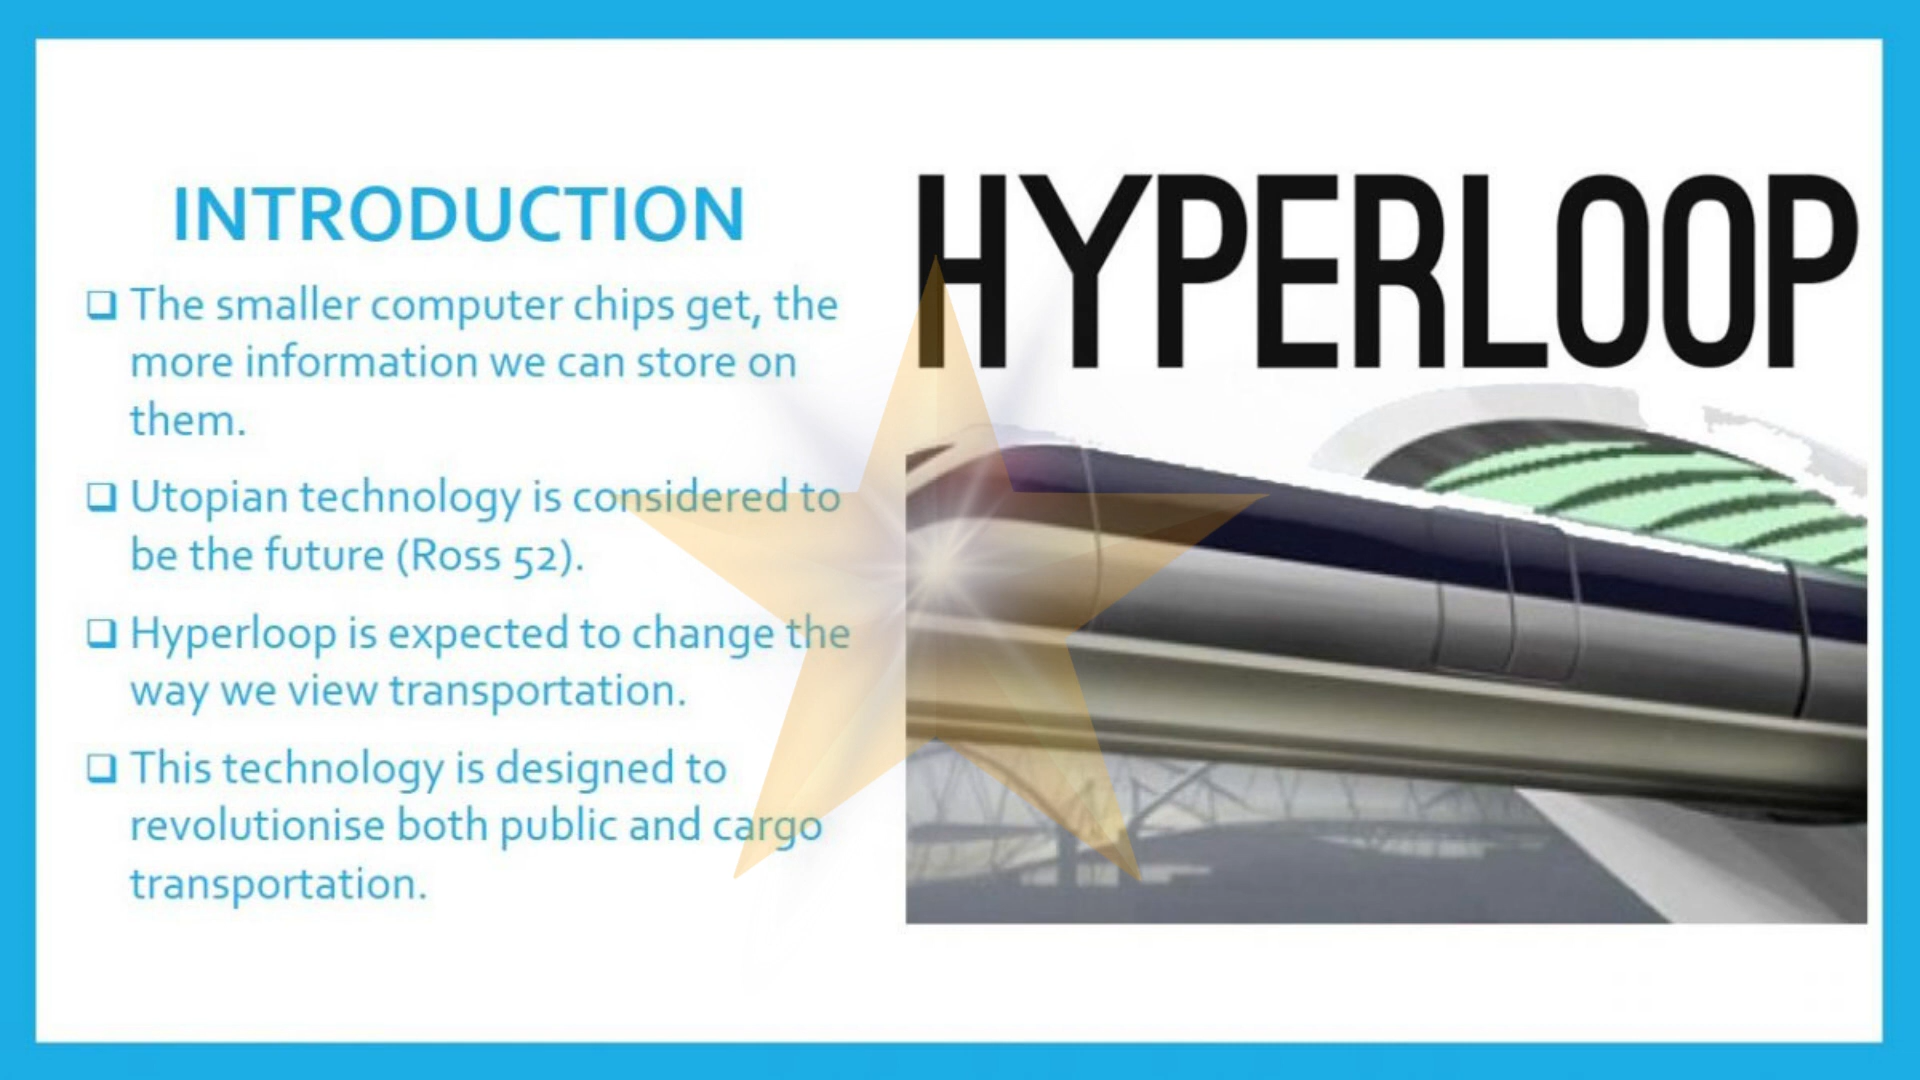 INTRODUCTION
❑ The smaller computer chips get, the
more information we can store on
them.
❑ Utopian technology is considered to
be the future (Ross 52).
❑ Hyperloop is expected to change the
way we view transportation.
❑ This technology is designed to
revolutionise both public and cargo
transportation.
HYPERLOOP